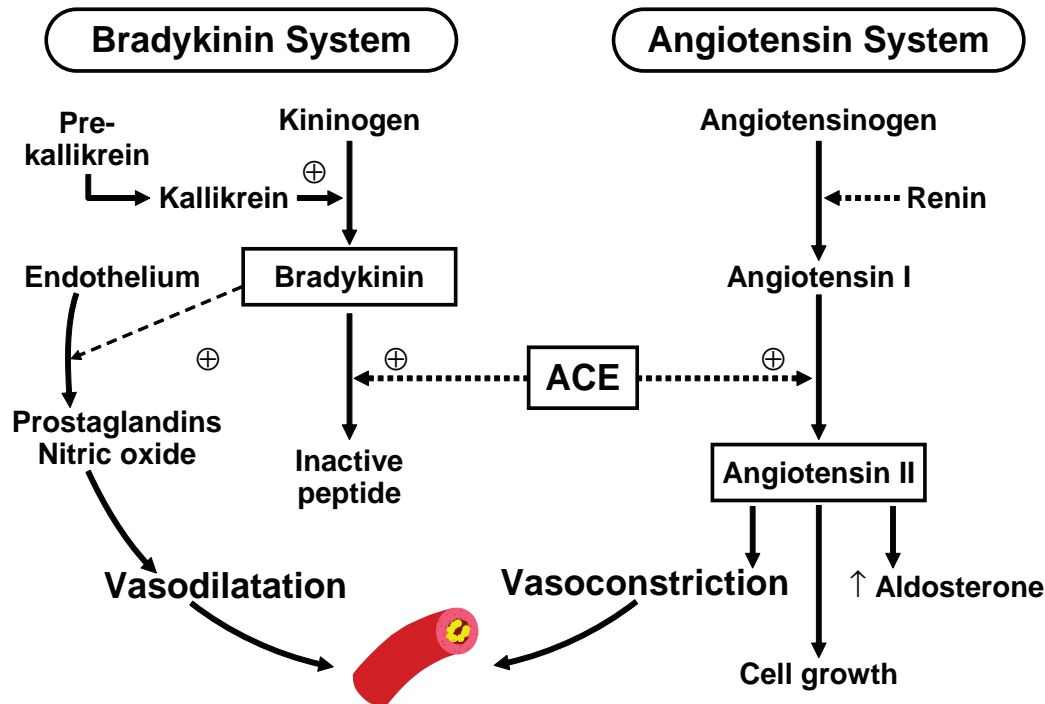 Bradykinin System
Angiotensin System
Pre-
kallikrein
Kininogen
Angiotensinogen
⊕
Kallikrein
Renin
Endothelium
Bradykinin
Angiotensin I
⊕
⊕
ACE
⊕
Prostaglandins
Nitric oxide
Inactive
peptide
Angiotensin II
Vasodilatation
Vasoconstriction
↑ Aldosterone
Cell growth